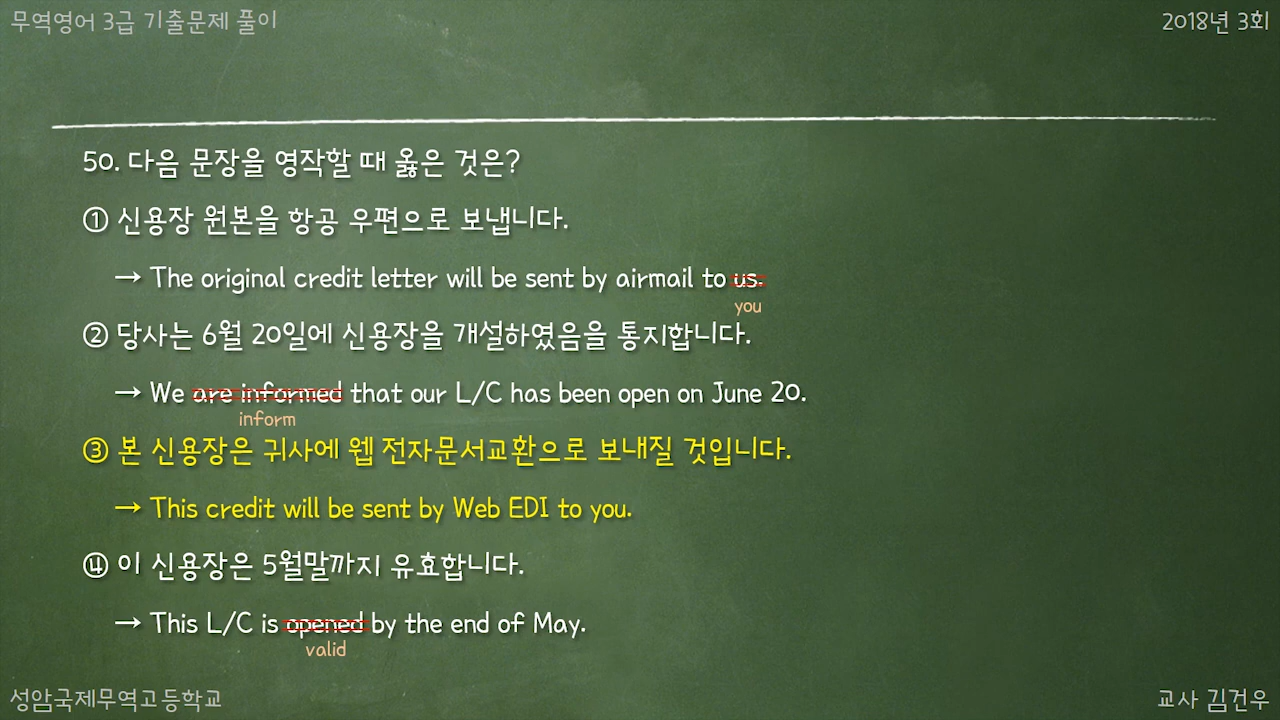 무역영어 3급 기출문제 풀이
2018년 3회
50. 다음 문장을 영작할 때 옳은 것은?
① 신용장 원본을 항공 우편으로 보냅니다.
→ The original credit letter will be sent by airmail to us.
you
② 당사는 6월 20일에 신용장을 개설하였음을 통지합니다.
→ We are informed that our L/C has been open on June 20.
inform
③ 본 신용장은 귀사에 웹 전자문서교환으로 보내질 것입니다.
→ This credit will be sent by Web EDI to you.
④ 이 신용장은 5월말까지 유효합니다.
→ This L/C is opened by the end of May.
valid
성암국제무역고등학교
교사 김건우